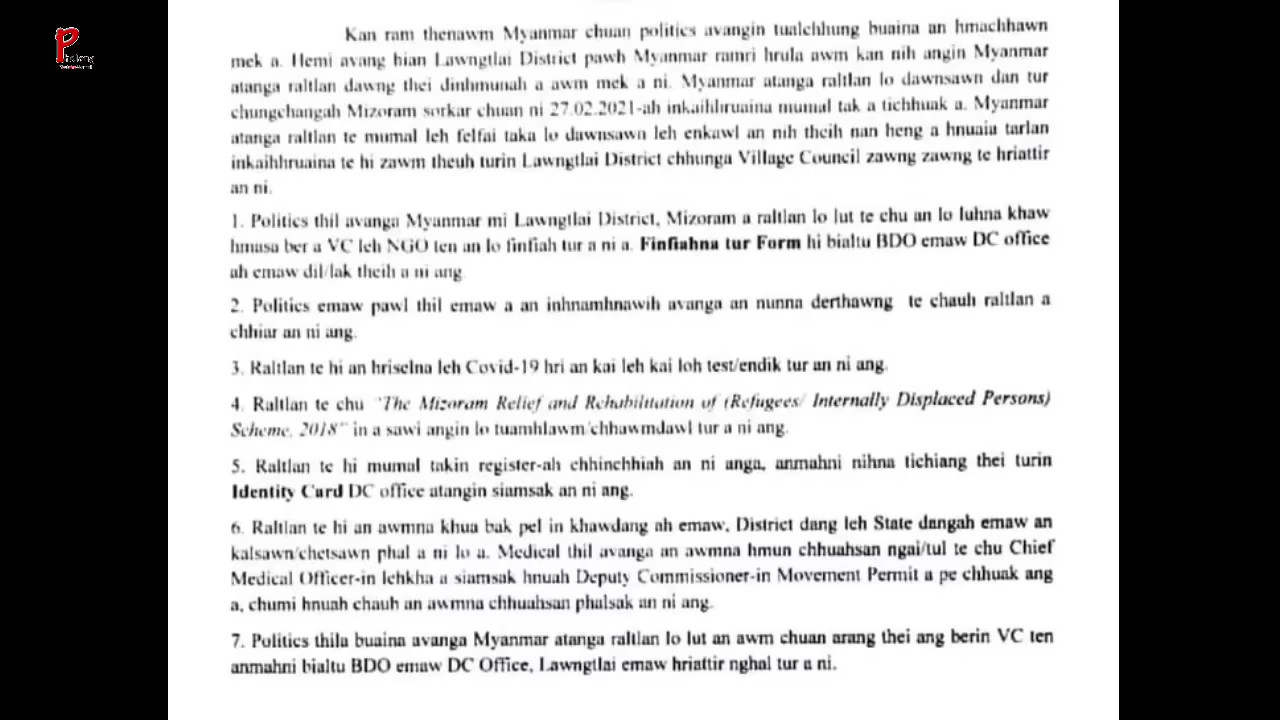 Kan ram thenawm Myanmar chuan politics avangin tualchhung buaina an hmachhawn
mek a. Hemi avang hian Lawngtlai District pawh Myanmar ramri hrula awm kan nih angin Myanmar
atanga raltlan dawng thei dinhmunah a awm mek a ni. Myanmar atanga raltlan lo dawnsawn dan tur
chungchangah Mizoram sorkar chuan ni 27.02.2021-ah inkaihhruaina mumal tak a tichhuak a. Myanmar
atanga raltlan te mumal leh felfai taka lo dawnsawn leh enkawl an nih theih nan heng a hnuaia tarlan
inkaihhruaina te hi zawm theuh turin Lawngtlai District chhunga Village Council zawng zawng te hriattir
an ni.
1. Politics thil avanga Myanmar mi Lawngtlai District, Mizoram a raltlan lo lut te chu an lo luhna khaw
hmasa ber a VC leh NGO ten an lo finfiah tur a ni a. Finfiahna tur Form hi bialtu BDO emaw DC office
ah emaw dil/lak theih a ni ang.
2. Politics emaw pawl thil emaw a an inhnamhnawih avanga an nunna derthawng te chauh raltlan a
chhiar an ni ang.
3. Raltlan te hi an hriselna leh Covid-19 hri an kai leh kai loh test/endik tur an ni ang.
4. Raltlan te chu "The Mizoram Relief and Rehabilitation of (Refugees/ Internally Displaced Persons)
Scheme, 2018" in a sawi angin lo tuamhlawm/chhawmdawl tur a ni ang.
5. Raltlan te hi mumal takin register-ah chhinchhiah an ni anga, anmahni nihna tichiang thei turin
Identity Card DC office atangin siamsak an ni ang.
6. Raltlan te hi an awmna khua bak pel in khawdang ah emaw, District dang leh State dangah emaw an
kalsawn/chetsawn phal a ni lo a. Medical thil avanga an awmna hmun chhuahsan ngai/tul te chu Chief
Medical Officer-in lehkha a siamsak hnuah Deputy Commissioner-in Movement Permit a pe chhuak ang
a, chumi hnuah chauh an awmna chhuahsan phalsak an ni ang.
7. Politics thila buaina avanga Myanmar atanga raltlan lo lut an awm chuan arang thei ang berin VC ten
anmahni bialtu BDO emaw DC Office, Lawngtlai emaw hriattir nghal tur a ni.